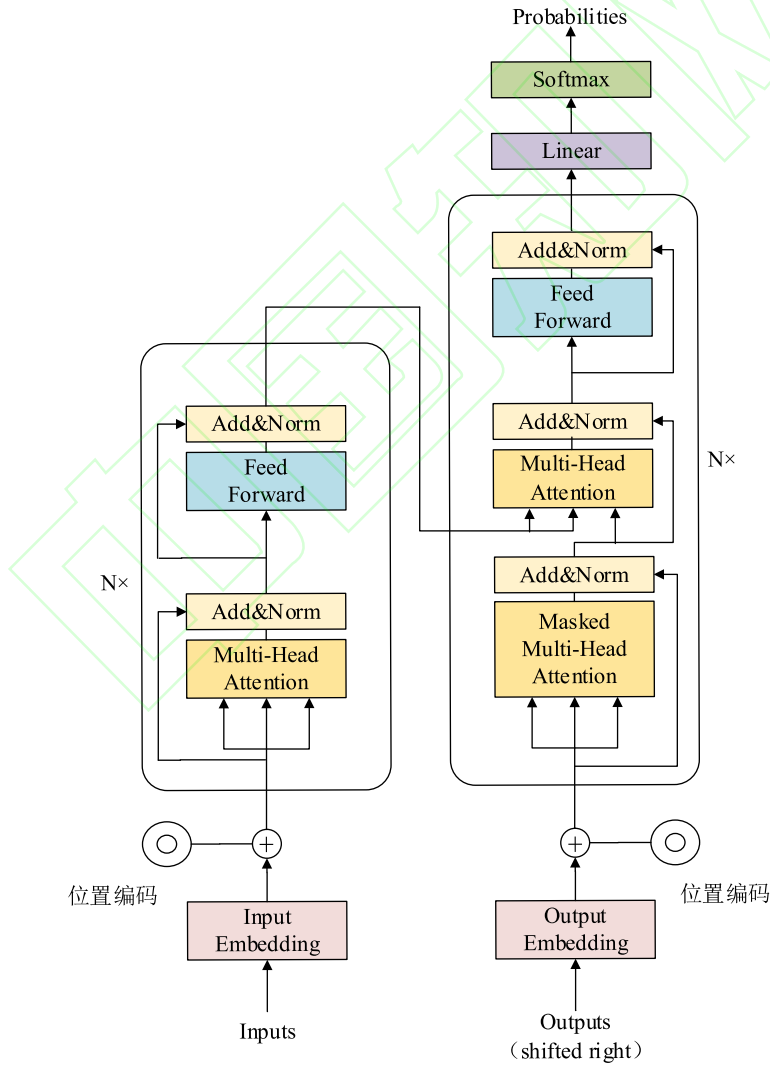 Probabilities
Softmax
Linear
Add&Norm
Feed
Forward
Add&Norm
Multi-Head
Attention
N×
Add&Norm
Masked
Multi-Head
Attention
Add&Norm
Feed
Forward
N×
Add&Norm
Multi-Head
Attention
位置编码
位置编码
Input
Embedding
Output
Embedding
Inputs
Outputs
（shifted right）